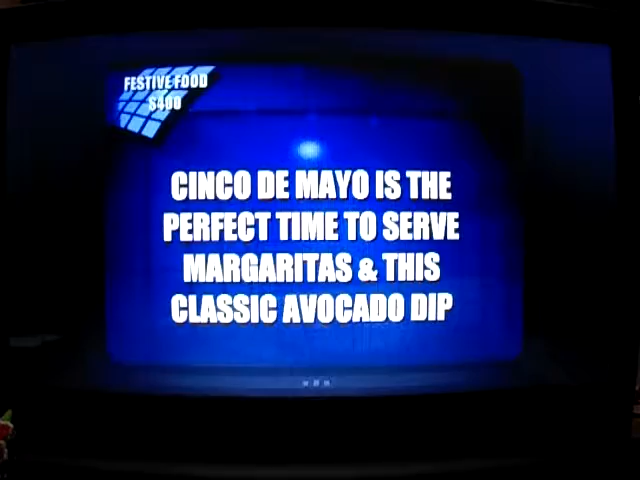 FESTIVE FOOD
$400
CINCO DE MAYO IS THE
PERFECT TIME TO SERVE
MARGARITAS & THIS
CLASSIC AVOCADO DIP